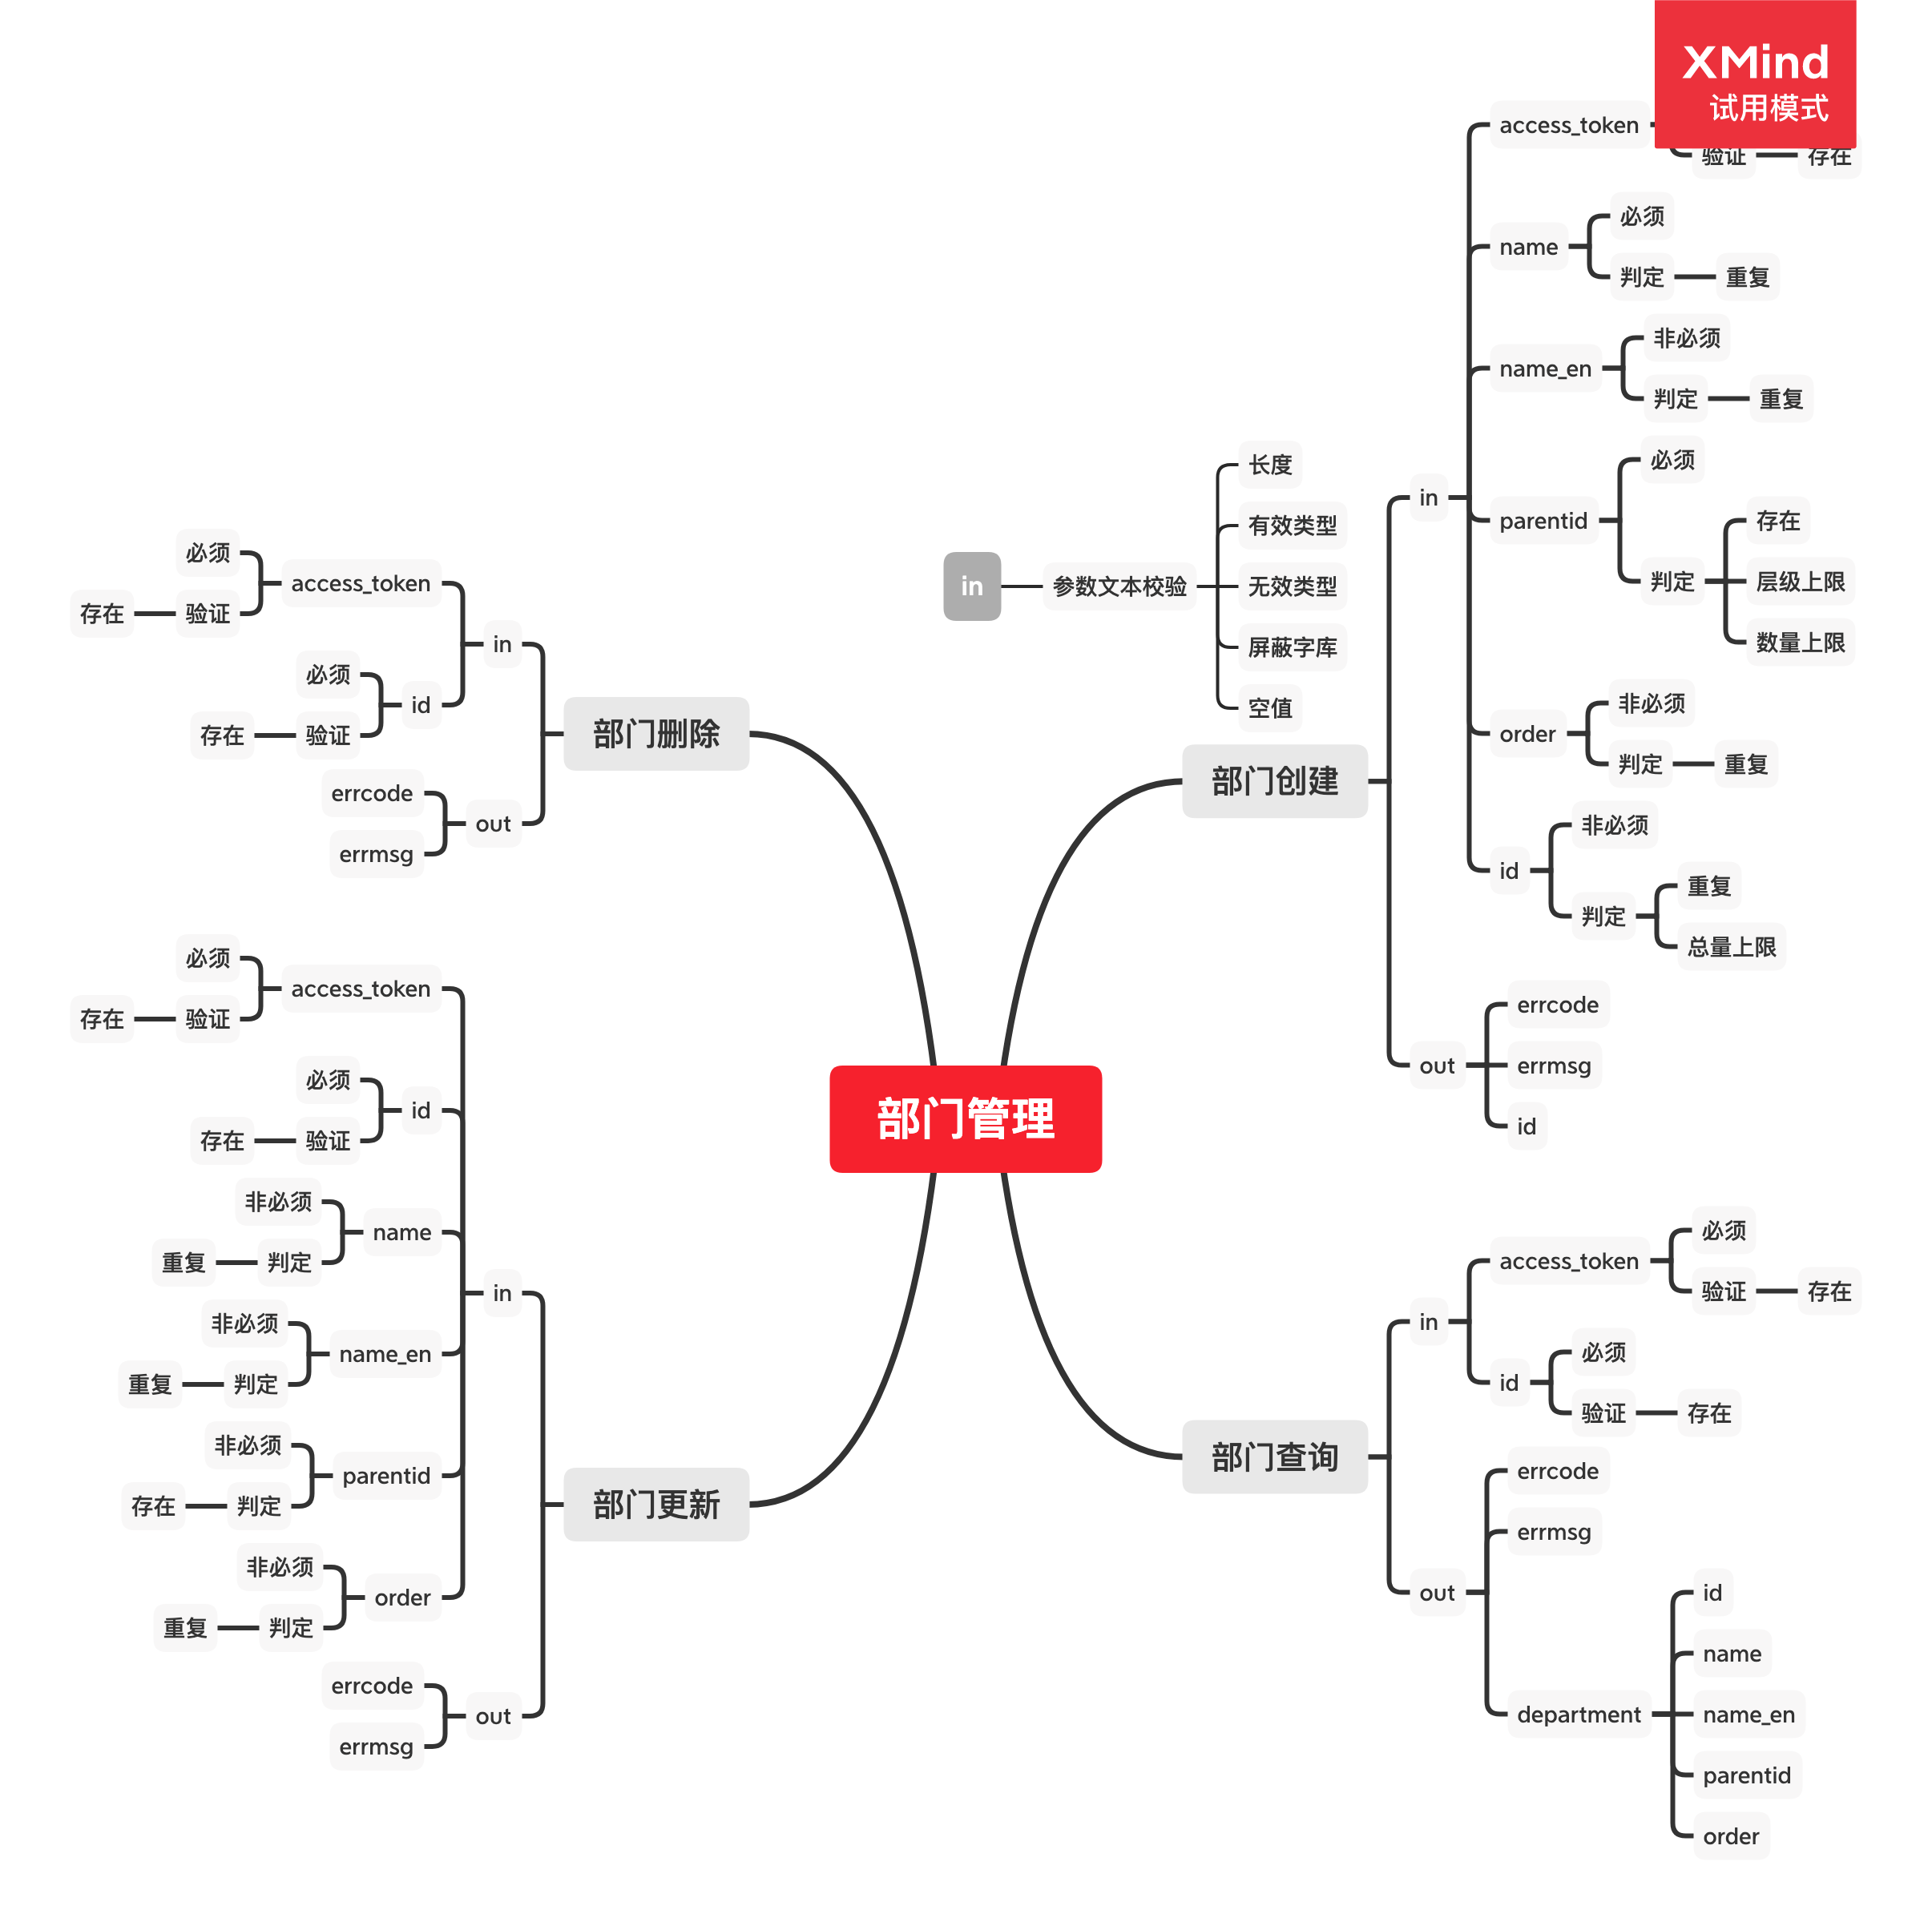 XMind
试用模式
access_token
验证
存在
name
必须
判定
重复
name_en
非必须
判定
重复
parentid
必须
判定
存在
层级上限
数量上限
order
非必须
判定
重复
id
非必须
判定
重复
总量上限
in
out
errcode
errmsg
id
部门创建
in
参数文本校验
长度
有效类型
无效类型
屏蔽字库
空值
部门删除
in
access_token
必须
验证
存在
id
必须
验证
存在
out
errcode
errmsg
部门管理
部门更新
in
access_token
必须
验证
存在
id
必须
验证
存在
name
非必须
判定
重复
name_en
非必须
判定
重复
parentid
非必须
判定
存在
order
非必须
判定
重复
out
errcode
errmsg
部门查询
in
access_token
必须
验证
存在
id
必须
验证
存在
out
errcode
errmsg
department
id
name
name_en
parentid
order